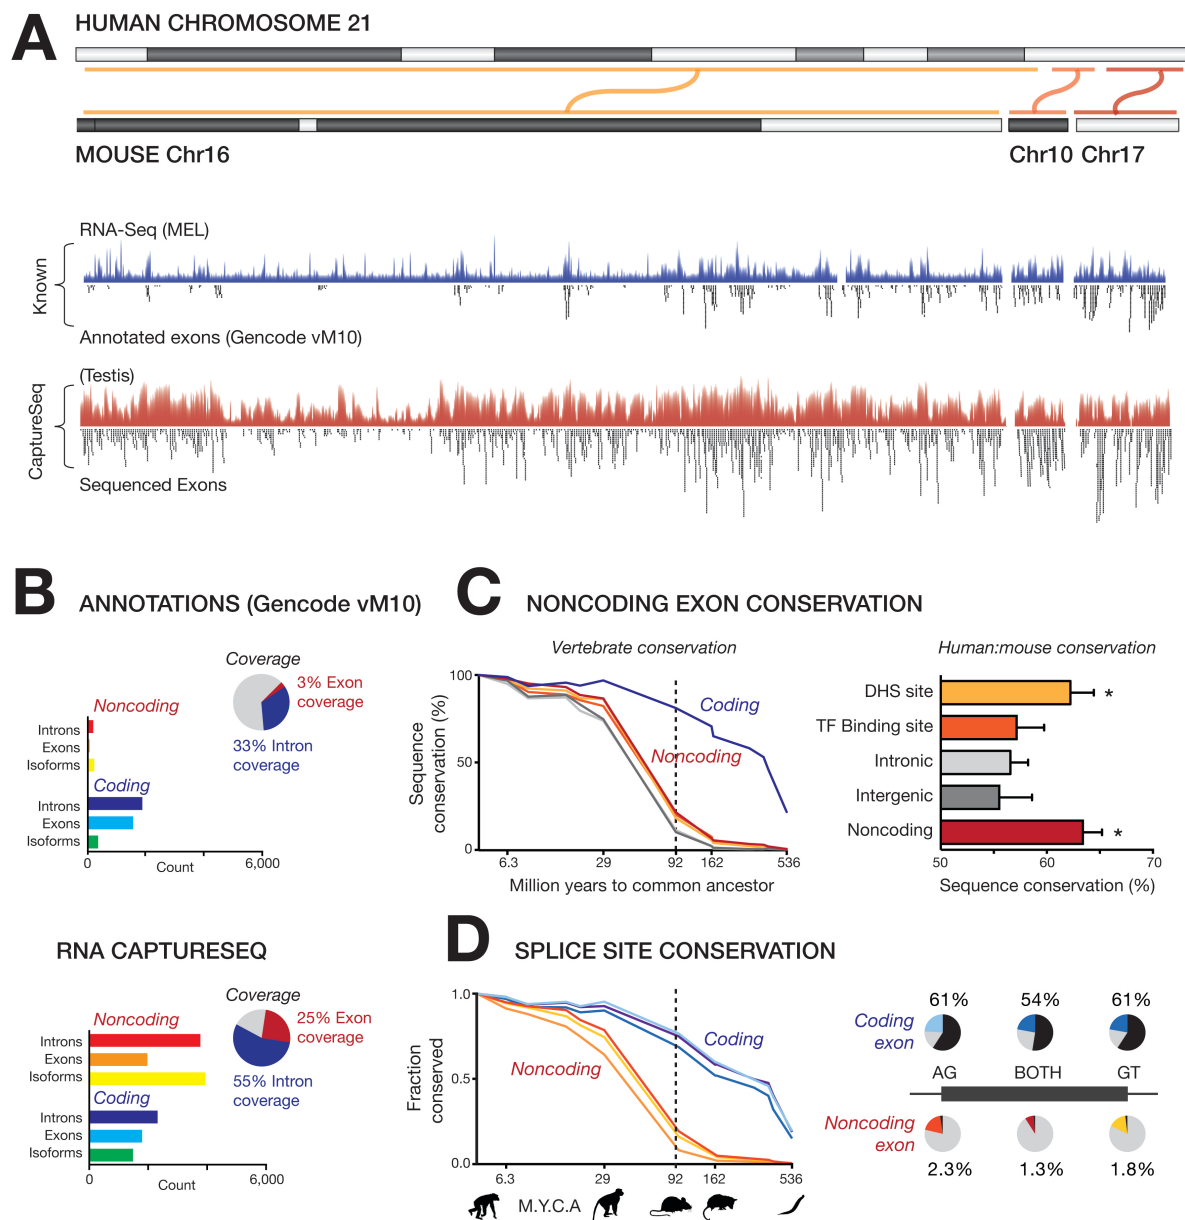 A
HUMAN CHROMOSOME 21
MOUSE Chr16
Chr10 Chr17
RNA-Seq (MEL)
Known
Annotated exons (Gencode vM10)
(Testis)
CaptureSeq
Sequenced Exons
B ANNOTATIONS (Gencode vM10)
Coverage
3% Exon
coverage
33% Intron
coverage
Noncoding
Introns
Exons
Isoforms
Coding
Introns
Exons
Isoforms
0 6,000
Count
RNA CAPTURESEQ
Coverage
25% Exon
coverage
55% Intron
coverage
Noncoding
Introns
Exons
Isoforms
Coding
Introns
Exons
Isoforms
0 6,000
Count
C NONCODING EXON CONSERVATION
Vertebrate conservation
Sequence
conservation (%)
100
50
0
Coding
Noncoding
6.3 29 92 162 536
Million years to common ancestor
Human:mouse conservation
DHS site *
TF Binding site
Intronic
Intergenic
Noncoding *
50 60 70
Sequence conservation (%)
D SPLICE SITE CONSERVATION
Fraction
conserved
1.0
0.5
0.0
Coding
Noncoding
6.3 29 92 162 536
M.Y.C.A
61% 54% 61%
Coding
exon
AG BOTH GT
Noncoding
exon
2.3% 1.3% 1.8%